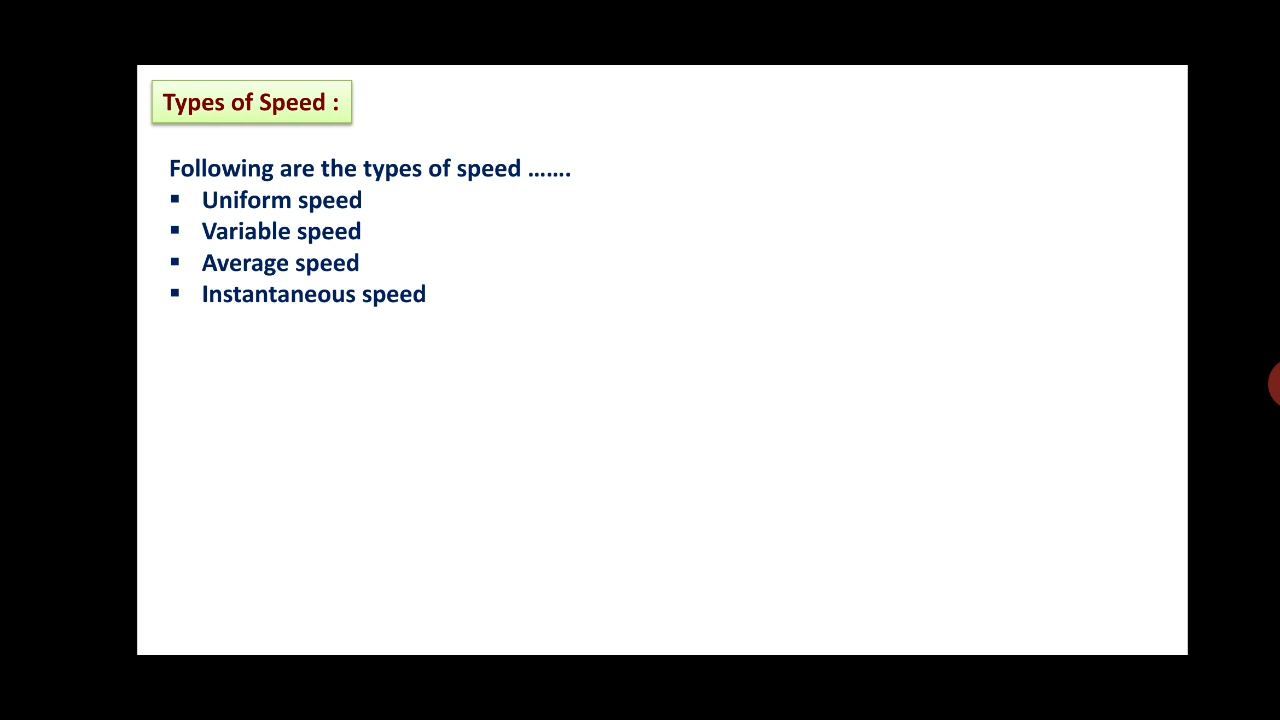 Types of Speed :
Following are the types of speed …….
▪ Uniform speed
▪ Variable speed
▪ Average speed
▪ Instantaneous speed